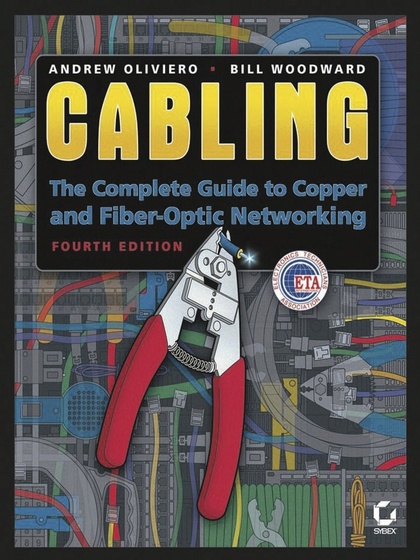 ANDREW OLIVIERO ▪ BILL WOODWARD
CABLING
The Complete Guide to Copper
and Fiber-Optic Networking
FOURTH EDITION
ELECTRONICS TECHNICIANS
ETA
ASSOCIATION
SYBEX